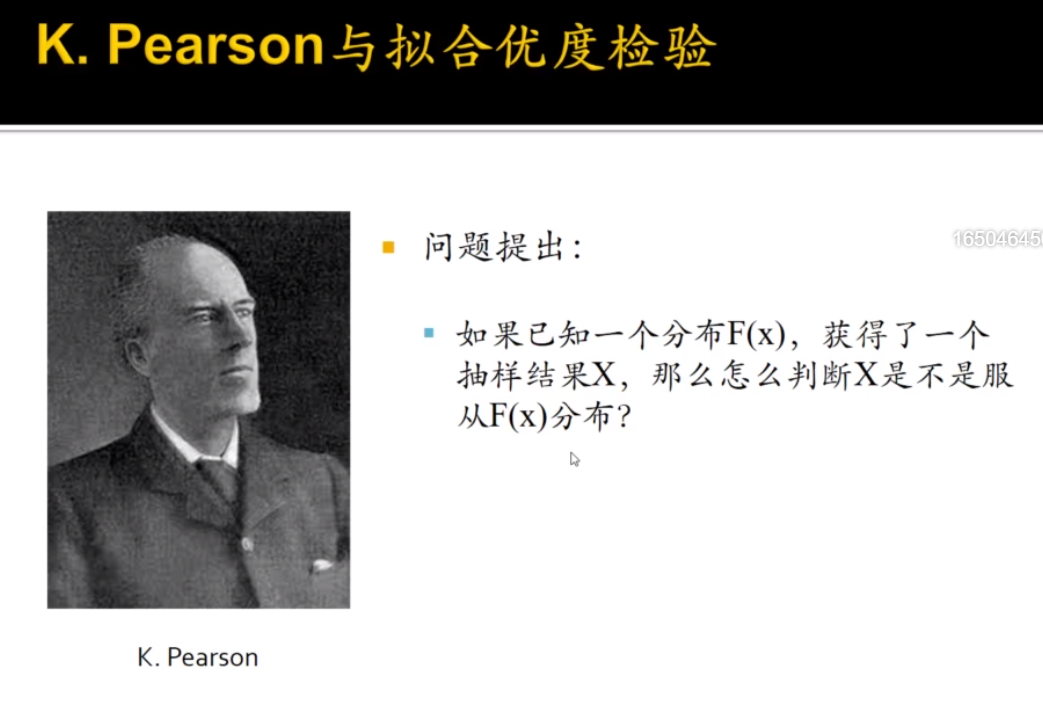 K. Pearson与拟合优度检验
问题提出：
165046450
如果已知一个分布F(x)，获得了一个
抽样结果X，那么怎么判断X是不是服
从F(x)分布？
K. Pearson